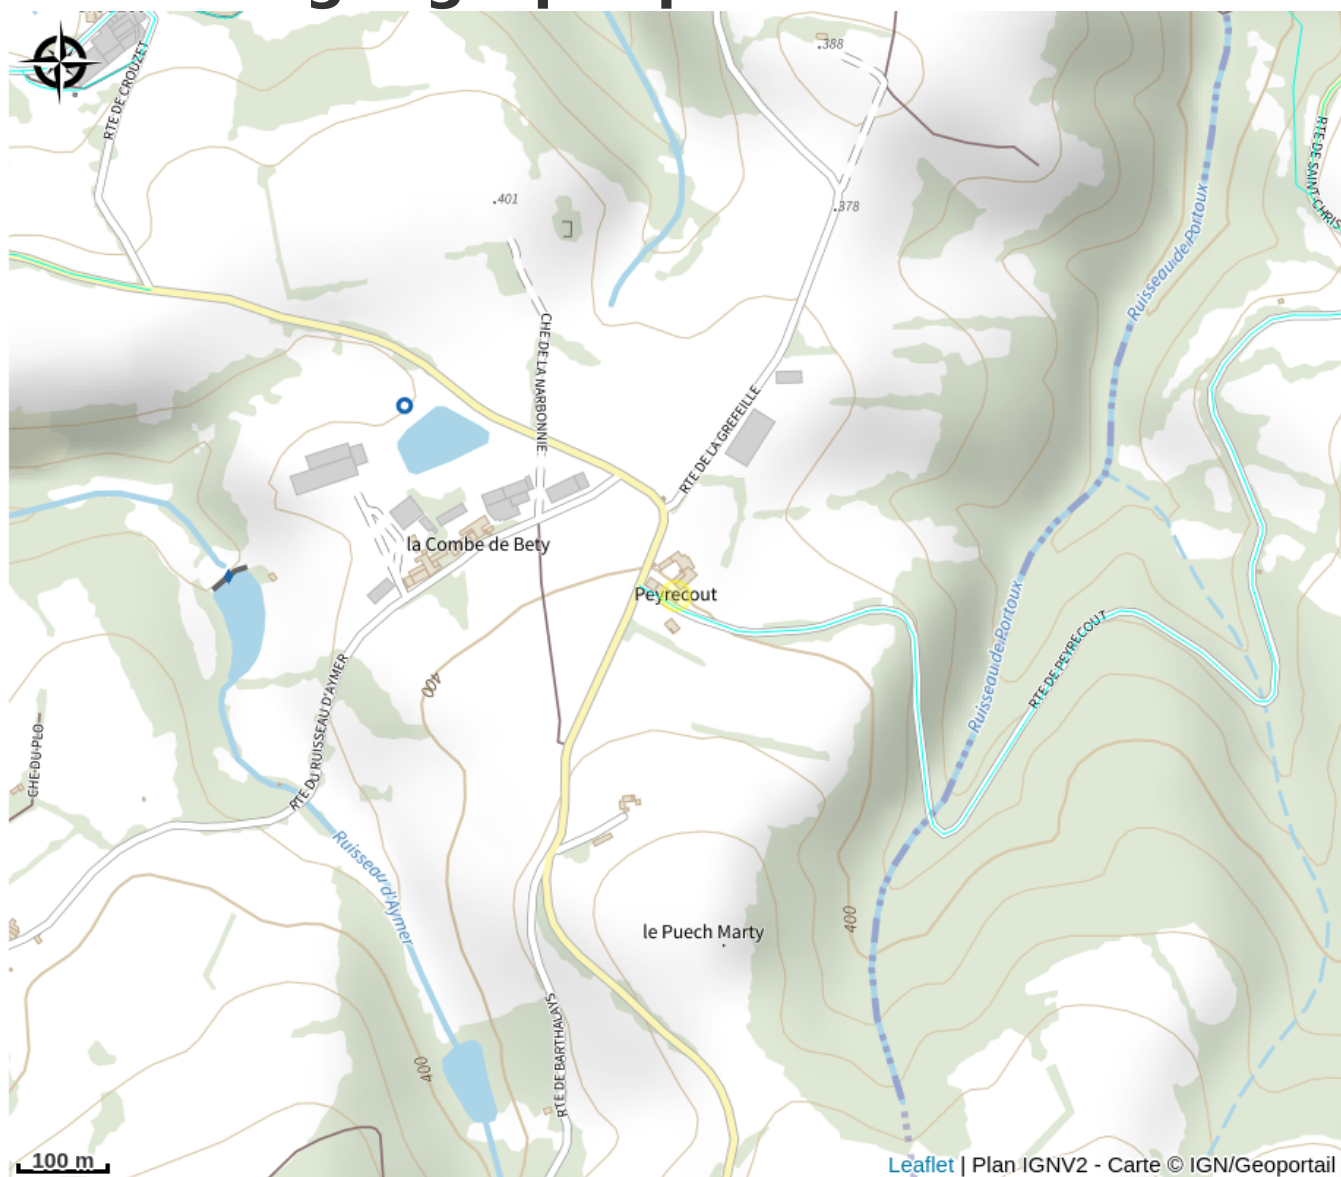 RTE DE CROUZET
388
RTE DE SAINT-CHRIS
401
378
Ruisseau de Portoux
CHE DE LA NARBONNIE
RTE DE LA GREFEILLE
la Combe de Bety
Peyrecout
Ruisseau de Portoux
RTE DE PEYRECOUT
400
RTE DU RUISSEAU D'AYMER
CHE DU PLO
Ruisseau d'Aymer
le Puech Marty
400
RTE DE BARTHALAYS
400
100 m
Leaflet | Plan IGNV2 - Carte © IGN/Geoportail